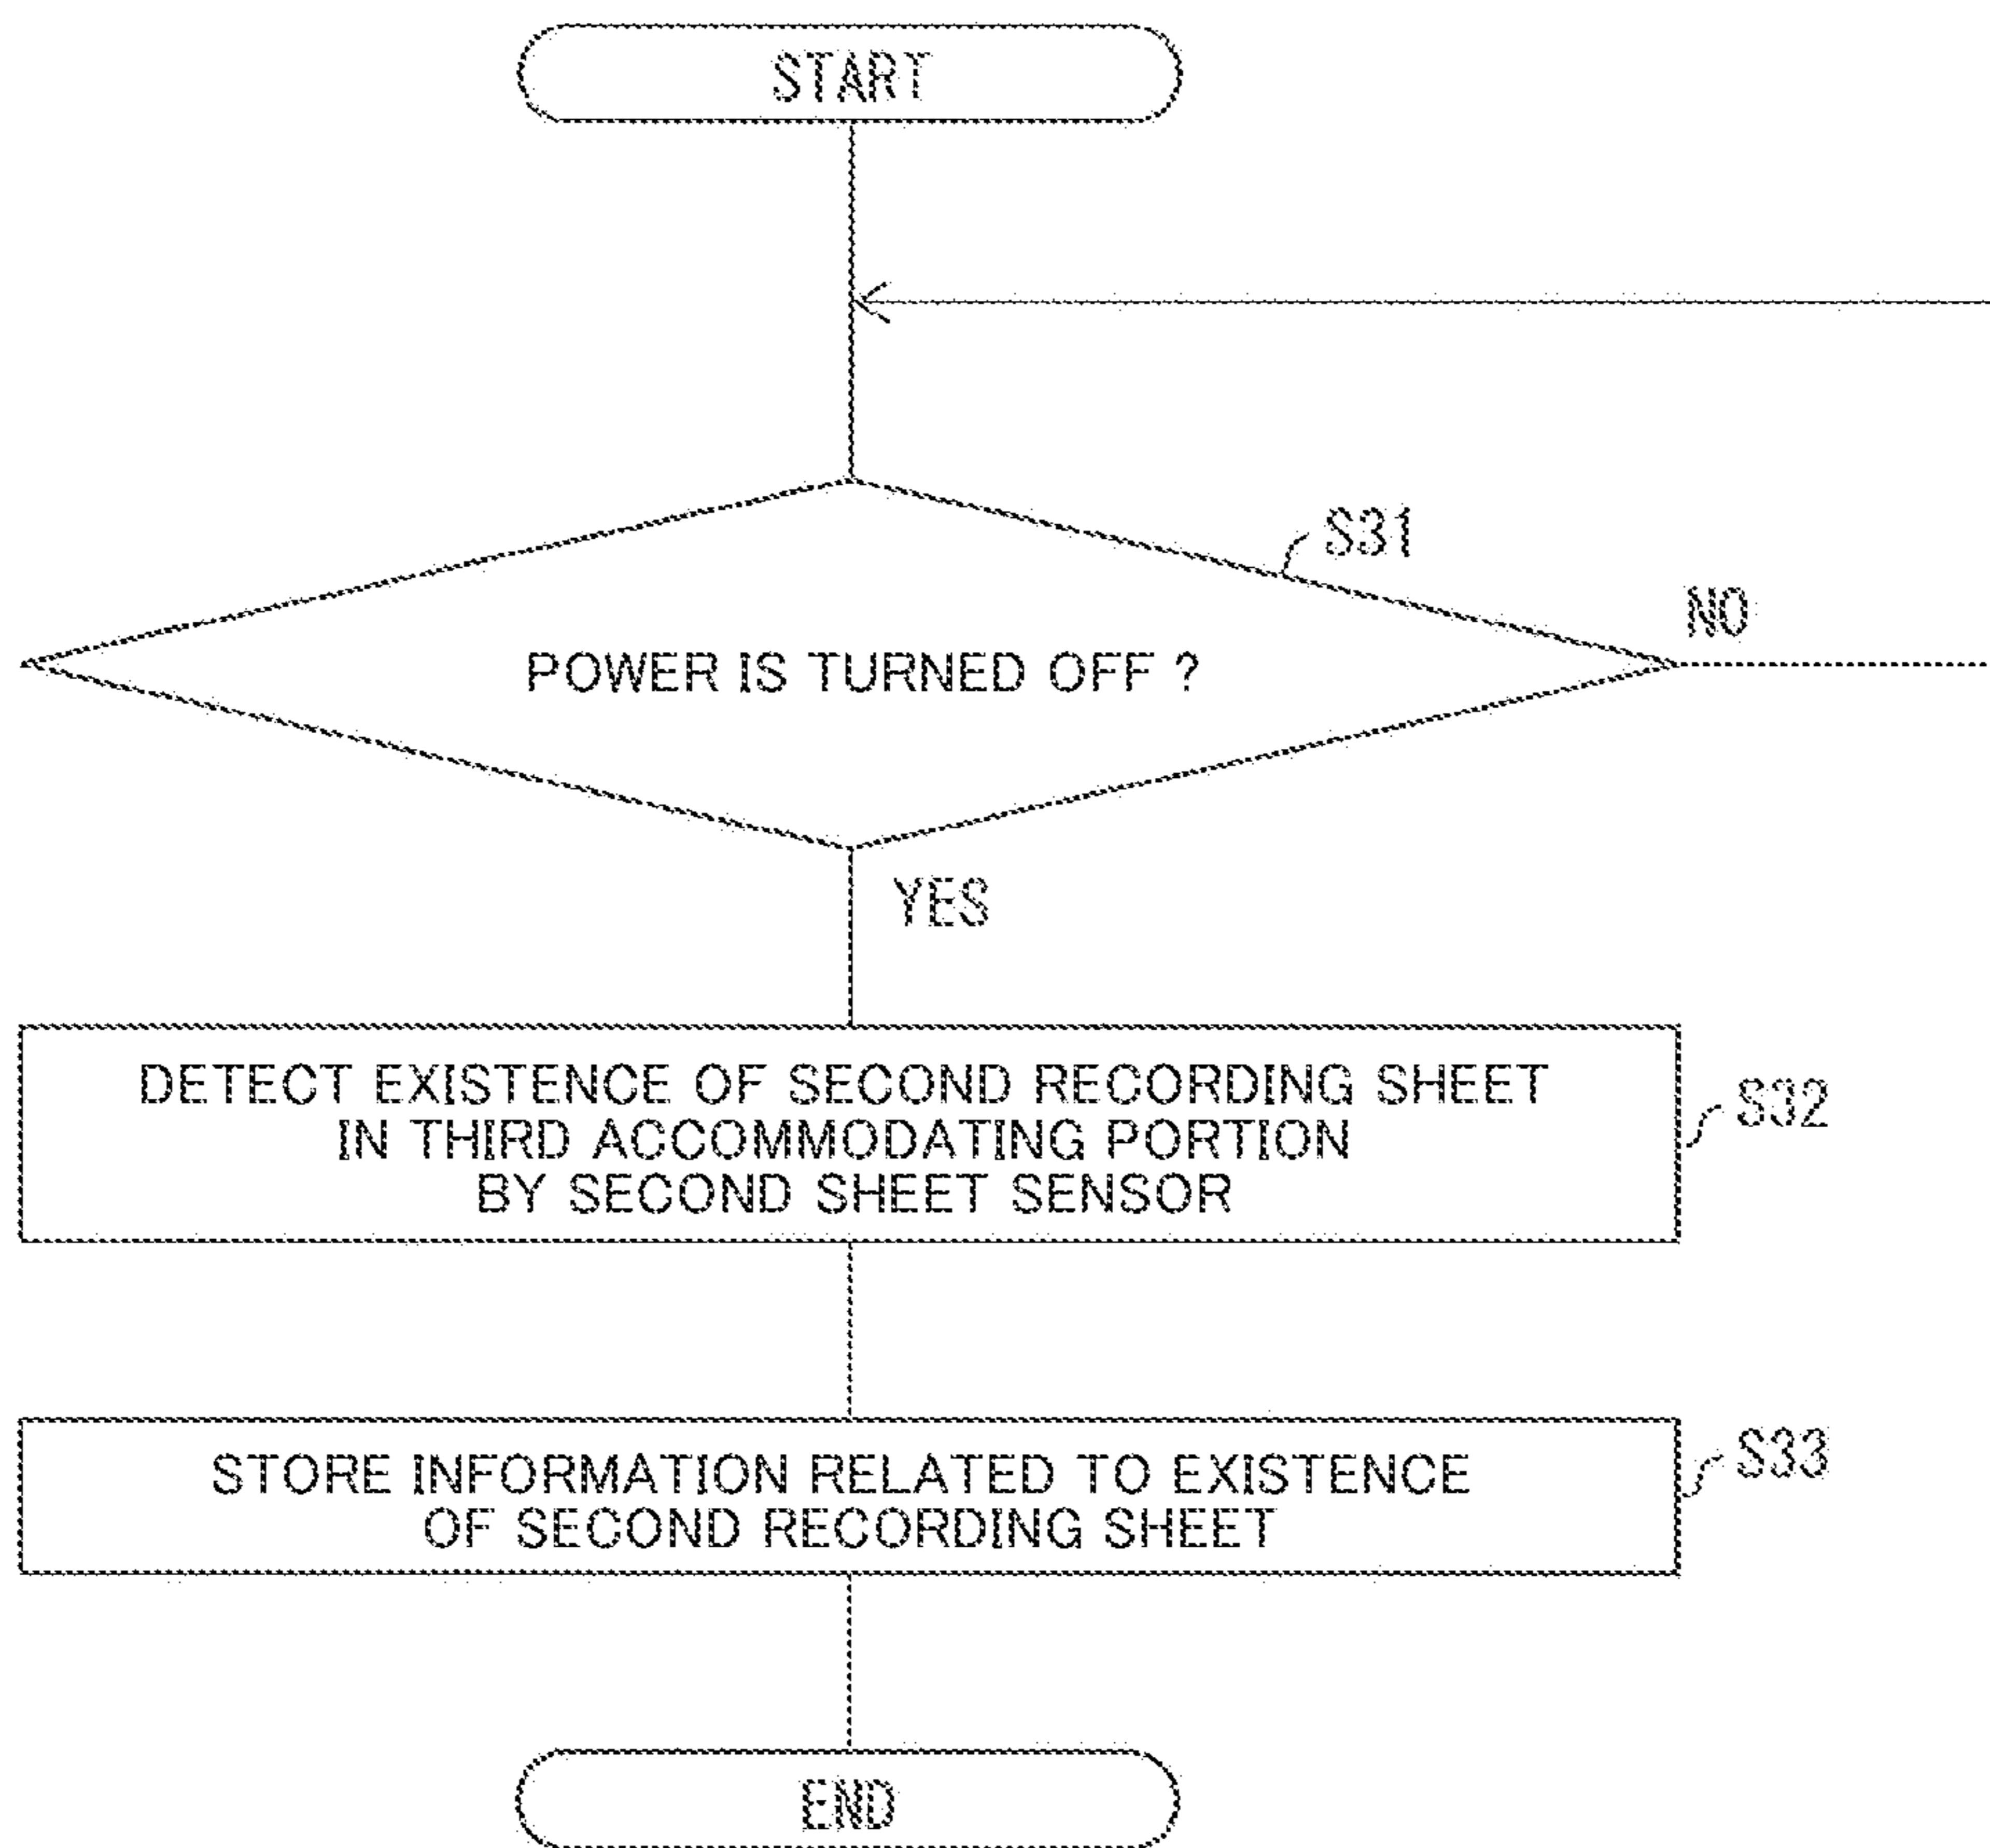 START
S31
NO
POWER IS TURNED OFF ?
YES
DETECT EXISTENCE OF SECOND RECORDING SHEET
IN THIRD ACCOMMODATING PORTION
BY SECOND SHEET SENSOR
S32
STORE INFORMATION RELATED TO EXISTENCE
OF SECOND RECORDING SHEET
S33
END